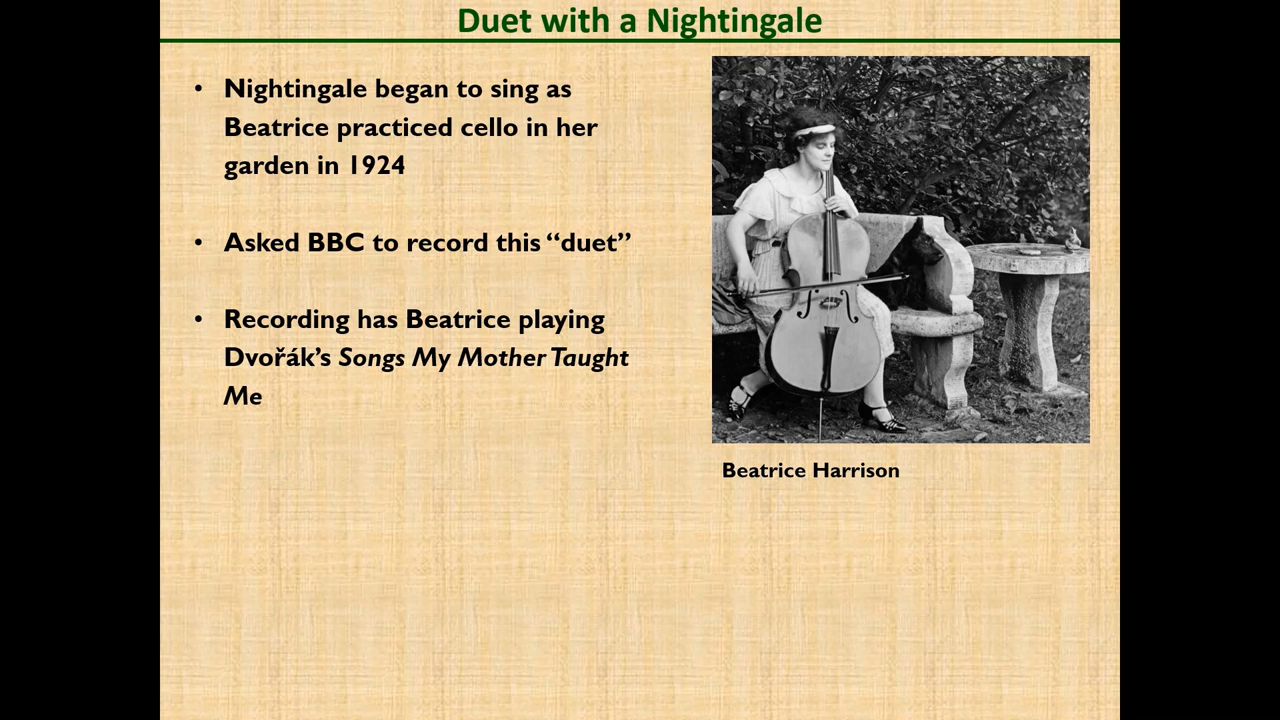 Duet with a Nightingale
• Nightingale began to sing as
Beatrice practiced cello in her
garden in 1924
• Asked BBC to record this “duet”
• Recording has Beatrice playing
Dvořák’s Songs My Mother Taught
Me
Beatrice Harrison